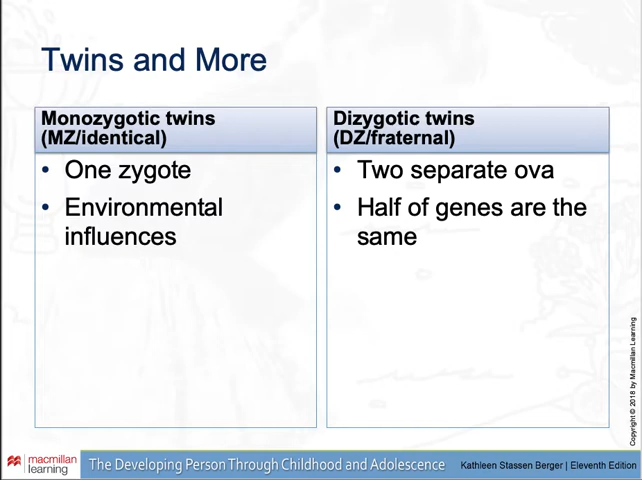 Twins and More
Monozygotic twins
(MZ/identical)
• One zygote
• Environmental
influences
Dizygotic twins
(DZ/fraternal)
• Two separate ova
• Half of genes are the
same
Copyright © 2018 by Macmillan Learning
macmillan
learning
The Developing Person Through Childhood and Adolescence
Kathleen Stassen Berger | Eleventh Edition